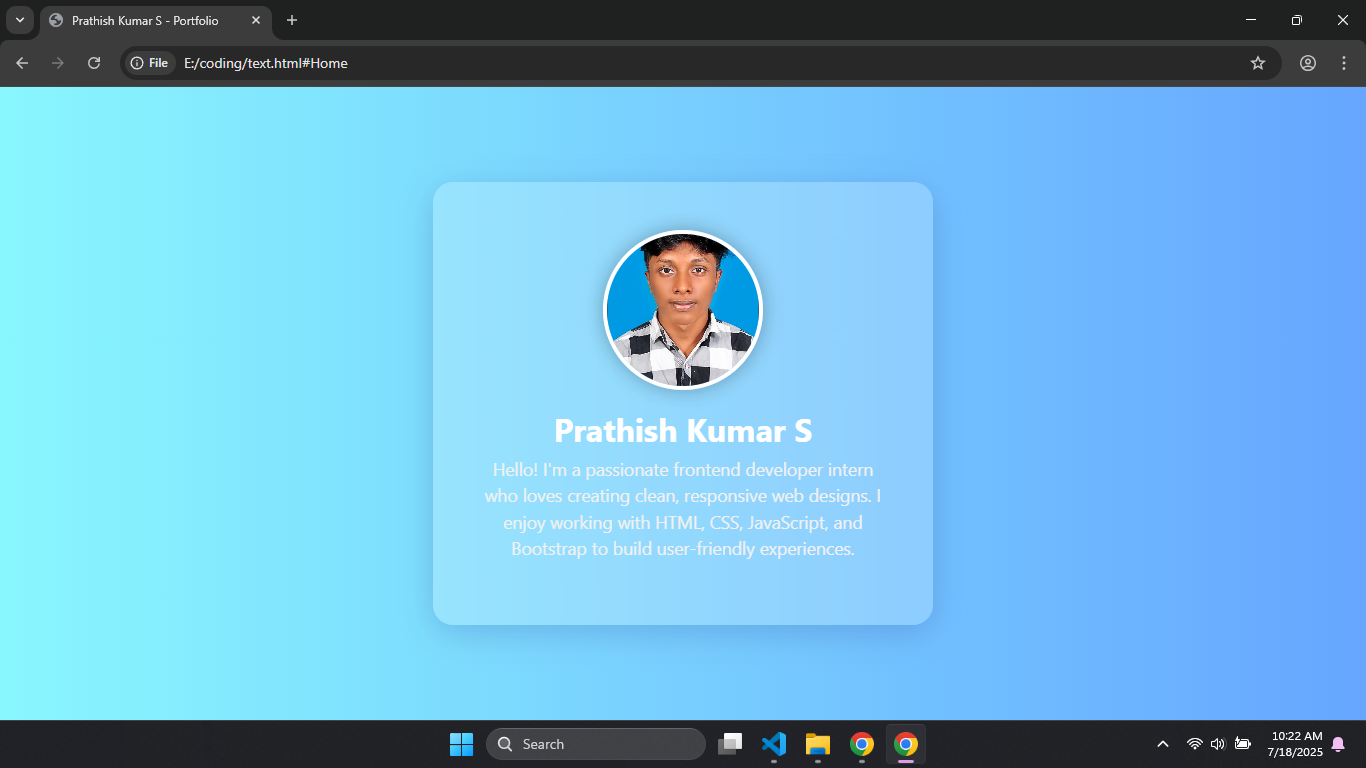 Prathish Kumar S - Portfolio
File E:/coding/text.html#Home
Prathish Kumar S
Hello! I'm a passionate frontend developer intern
who loves creating clean, responsive web designs. I
enjoy working with HTML, CSS, JavaScript, and
Bootstrap to build user-friendly experiences.
Search
10:22 AM
7/18/2025